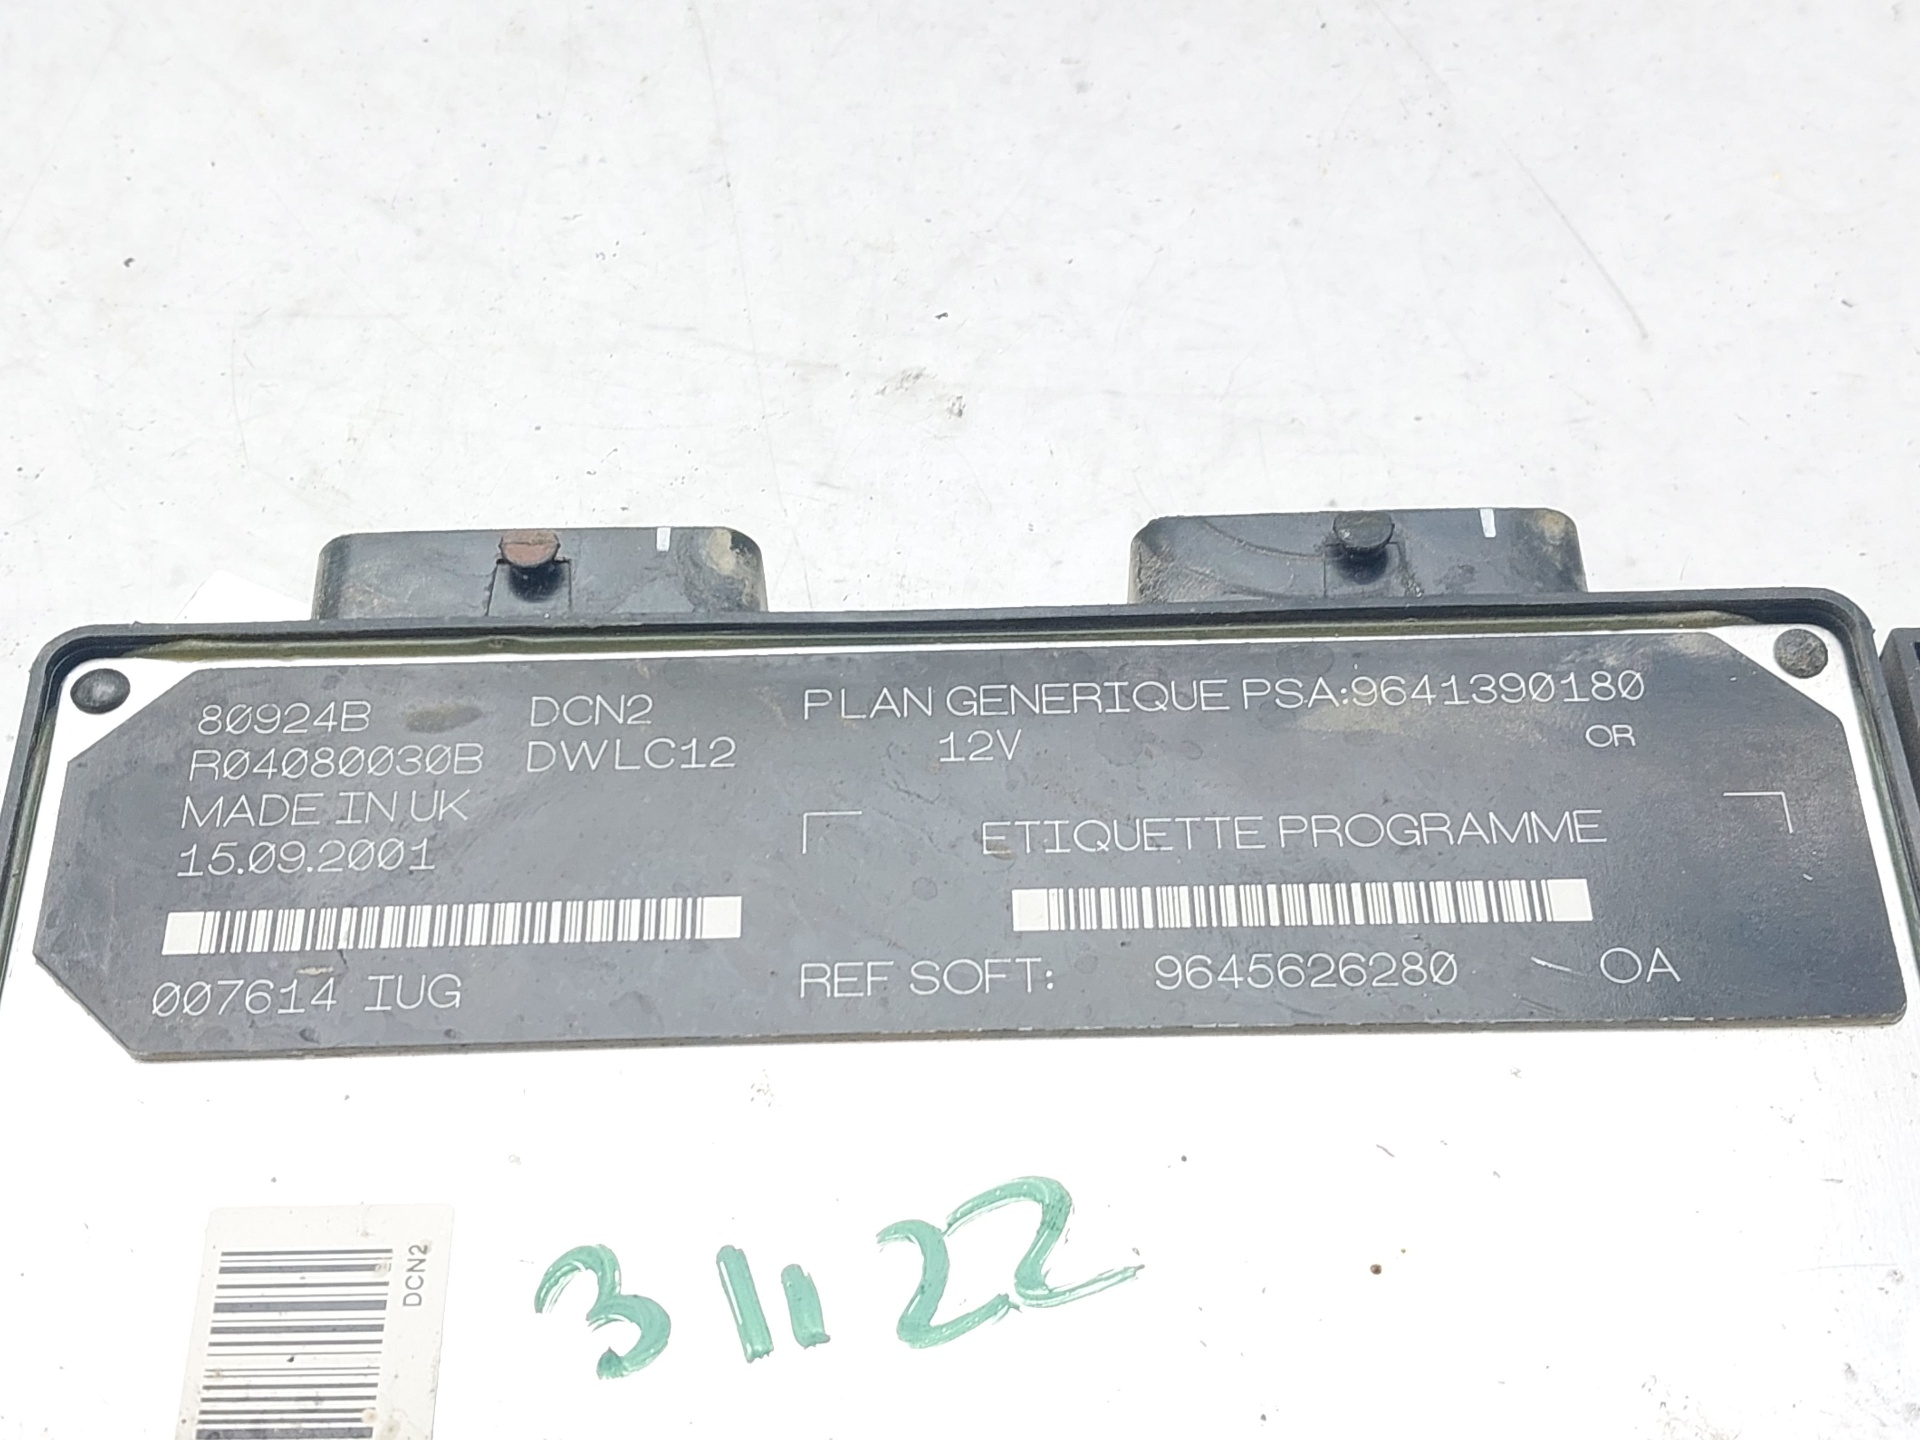 80924B DCN2 PLAN GENERIQUE PSA:9641390180
R04080030B DWLC12 12V OR
MADE IN UK
15.09.2001
ETIQUETTE PROGRAMME
007614 IUG REF SOFT: 9645626280 0A
DCN2
31122